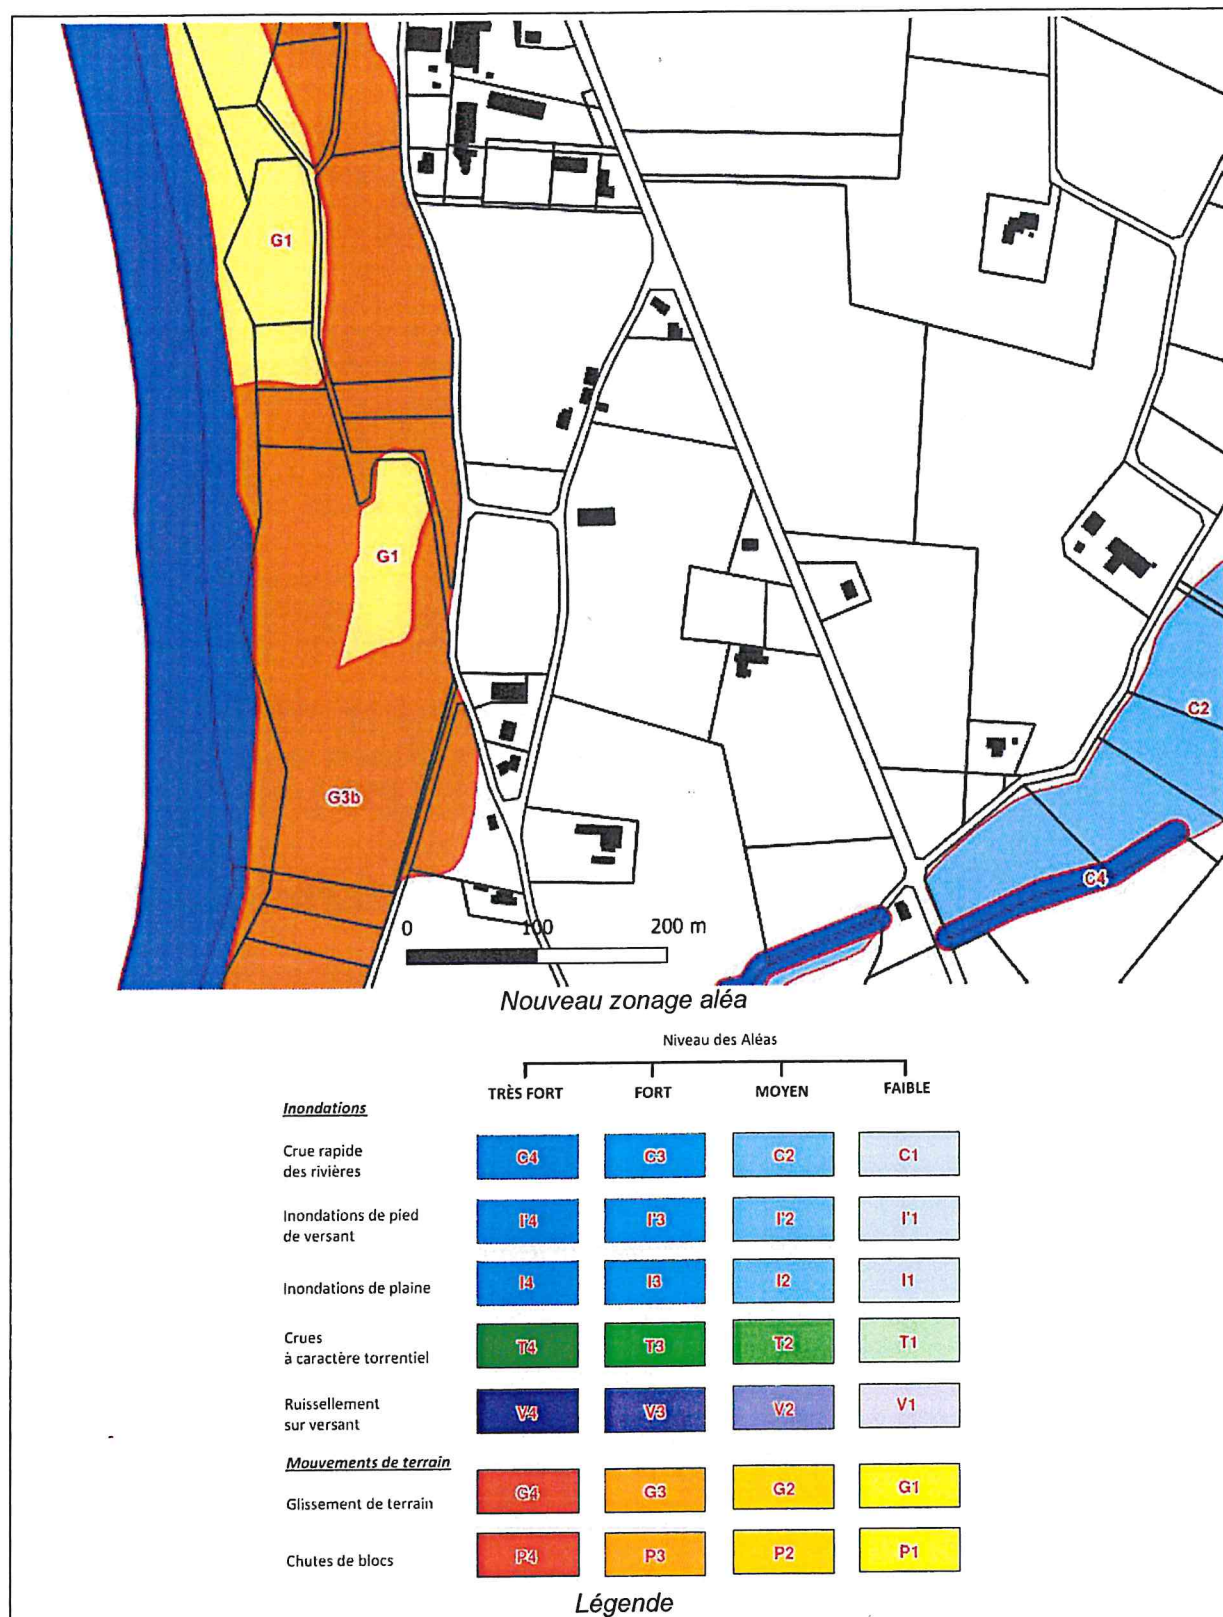 G1
G1
C2
G3b
C4
0 100 200 m
Nouveau zonage aléa
Niveau des Aléas
TRÈS FORT FORT MOYEN FAIBLE
Inondations
Crue rapide
des rivières
C4 C3 C2 C1
Inondations de pied
de versant
I'4 I'3 I'2 I'1
Inondations de plaine
I4 I3 I2 I1
Crues
à caractère torrentiel
T4 T3 T2 T1
Ruissellement
sur versant
V4 V3 V2 V1
Mouvements de terrain
Glissement de terrain
G4 G3 G2 G1
Chutes de blocs
P4 P3 P2 P1
Légende